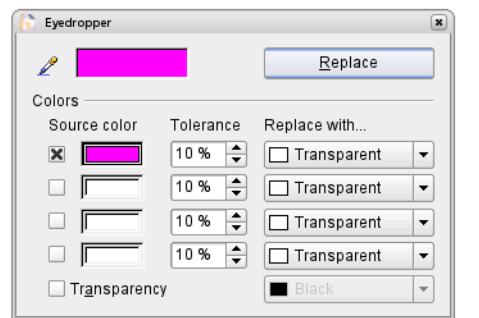 Eyedropper
Replace
Colors
Source color Tolerance Replace with...
10 % Transparent
10 % Transparent
10 % Transparent
10 % Transparent
Transparency Black